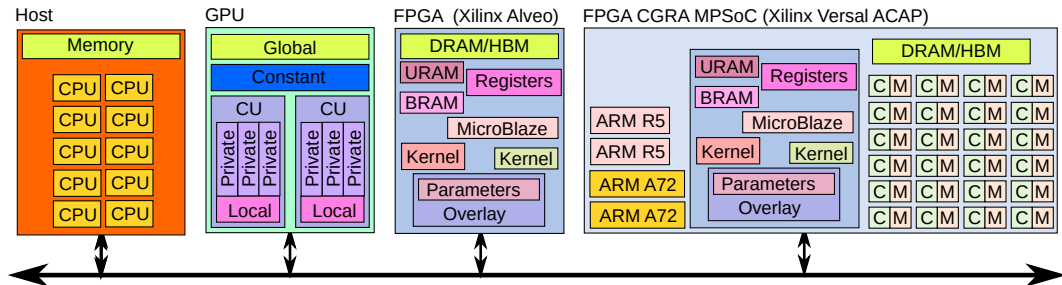 Host
Memory
CPU CPU
CPU CPU
CPU CPU
CPU CPU
CPU CPU
GPU
Global
Constant
CU CU
Private Private Private Private Private Private
Local Local
FPGA (Xilinx Alveo)
DRAM/HBM
URAM
Registers
BRAM
MicroBlaze
Kernel
Kernel
Parameters
Overlay
FPGA CGRA MPSoC (Xilinx Versal ACAP)
ARM R5
ARM R5
ARM A72
ARM A72
URAM
Registers
BRAM
MicroBlaze
Kernel
Kernel
Parameters
Overlay
DRAM/HBM
C M C M C M C M
C M C M C M C M
C M C M C M C M
C M C M C M C M
C M C M C M C M
C M C M C M C M